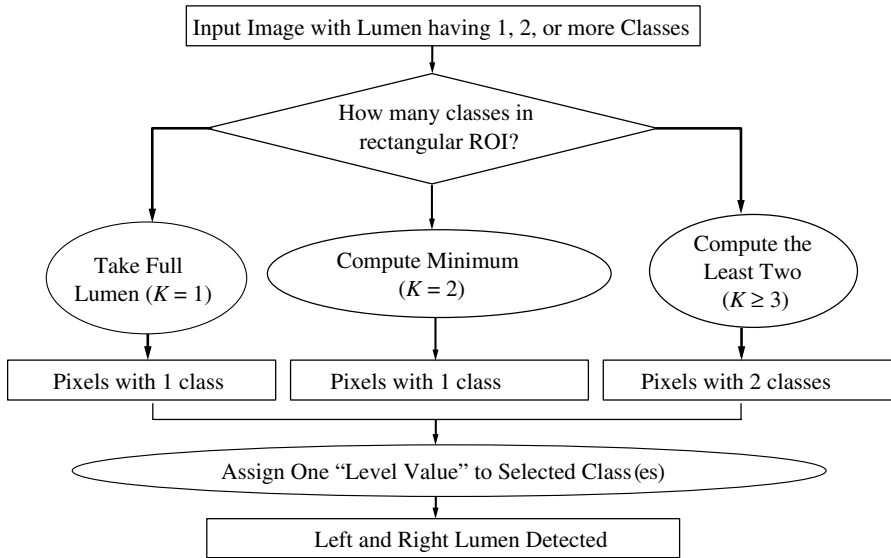 Input Image with Lumen having 1, 2, or more Classes
How many classes in
rectangular ROI?
Take Full
Lumen (K = 1)
Compute Minimum
(K = 2)
Compute the
Least Two
(K ≥ 3)
Pixels with 1 class
Pixels with 1 class
Pixels with 2 classes
Assign One “Level Value” to Selected Class(es)
Left and Right Lumen Detected